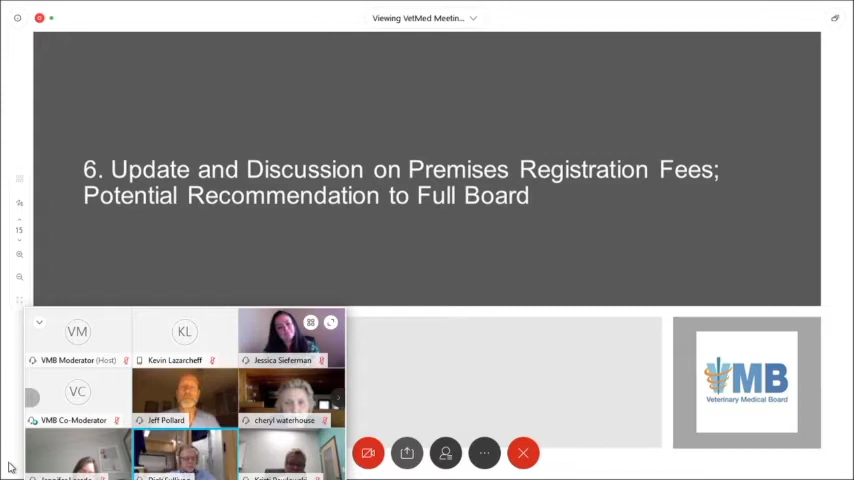 Viewing VetMed Meetin...
6. Update and Discussion on Premises Registration Fees;
Potential Recommendation to Full Board
15
VM
KL
VMB Moderator (Host)
Kevin Lazarcheff
Jessica Sieferman
VC
VMB Co-Moderator
Jeff Pollard
cheryl waterhouse
VMB
Veterinary Medical Board